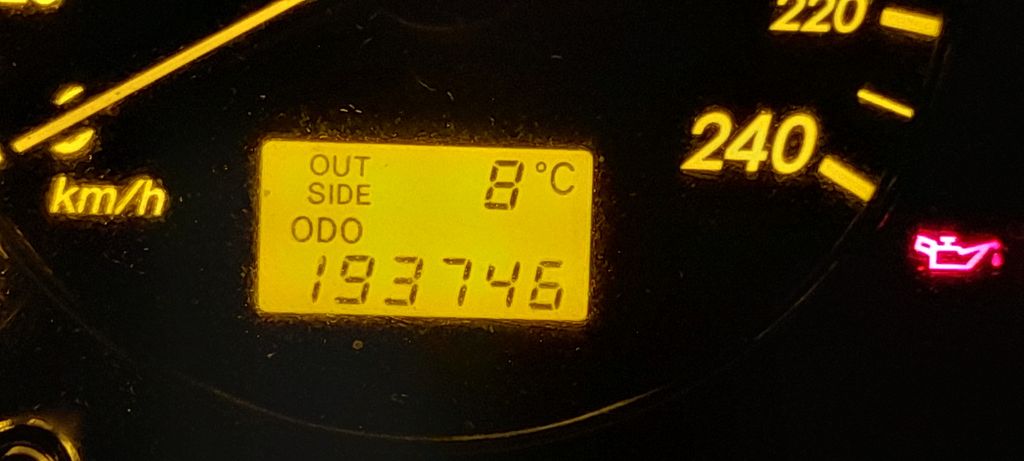 220
240
km/h
OUT
SIDE
8 °C
ODO
193746